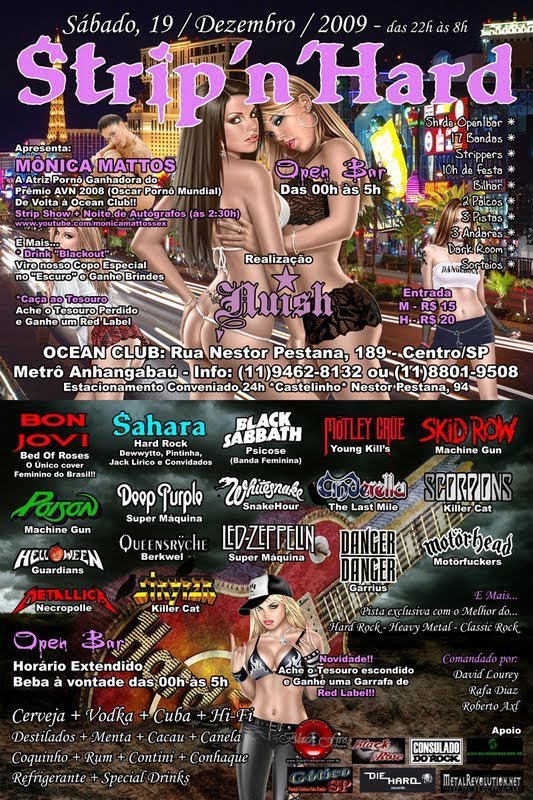 Sábado, 19 / Dezembro / 2009 - das 22h às 8h
Strip'n'Hard
Apresenta:
MÔNICA MATTOS
A Atriz Pornô Ganhadora do
Prêmio AVN 2008 (Oscar Pornô Mundial)
De Volta à Ocean Club!!
Strip Show + Noite de Autógrafos (às 2:30h)
www.youtube.com/monicamattossex
E Mais...
* Drink "Blackout"
Vire nosso Copo Especial
no "Escuro" e Ganhe Brindes
*Caça ao Tesouro
Ache o Tesouro Perdido
e Ganhe um Red Label
Open Bar
Das 00h às 5h
5h de Open Bar *
17 Bandas *
Strippers *
10h de festa *
Bilhar *
2 Palcos *
3 Pistas *
3 Andares *
Dark Room *
Sorteios *
Realização
Nuish
Entrada
M - R$ 15
H - R$ 20
OCEAN CLUB: Rua Nestor Pestana, 189 - Centro/SP
Metrô Anhangabaú - Info: (11)9462-8132 ou (11)8801-9508
Estacionamento Conveniado 24h "Castelinho" Nestor Pestana, 94
BON JOVI
Bed Of Roses
O Único cover
Feminino do Brasil!!
Sahara
Hard Rock
Dewwytto, Pintinha,
Jack Lirico e Convidados
BLACK SABBATH
Psicose
(Banda Feminina)
MÖTLEY CRÜE
Young Kill's
SKID ROW
Machine Gun
POISON
Machine Gun
Deep Purple
Super Máquina
Whitesnake
SnakeHour
Cinderella
The Last Mile
SCORPIONS
Killer Cat
HELLOWEEN
Guardians
QUEENSRŸCHE
Berkwel
LED ZEPPELIN
Super Máquina
DANGER DANGER
Garrius
Motörhead
Motörfuckers
METALLICA
Necropolle
Stryper
Killer Cat
E Mais...
Pista exclusiva com o Melhor do...
Hard Rock - Heavy Metal - Classic Rock
Open Bar
Horário Extendido
Beba à vontade das 00h às 5h
Novidade!!
Ache o Tesouro escondido
e Ganhe uma Garrafa de
Red Label!!
Comandado por:
David Lourey
Rafa Diaz
Roberto Axl
Cerveja + Vodka + Cuba + Hi-Fi
Destilados + Menta + Cacau + Canela
Coquinho + Rum + Contini + Conhaque
Refrigerante + Special Drinks
Apoio
Black Fire
Black Rose
CONSULADO
DO ROCK
Gótico SP
DIE HARD
records
METALREVOLUTION.NET